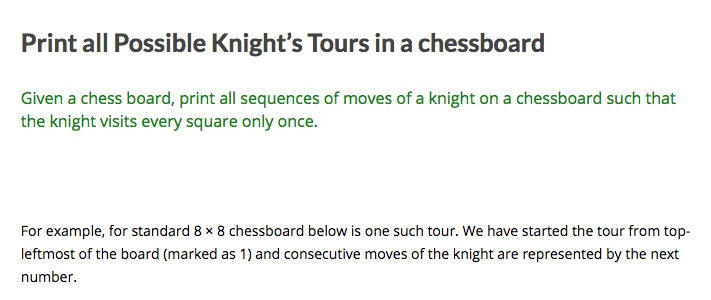 Print all Possible Knight’s Tours in a chessboard
Given a chess board, print all sequences of moves of a knight on a chessboard such that
the knight visits every square only once.
For example, for standard 8 × 8 chessboard below is one such tour. We have started the tour from top-
leftmost of the board (marked as 1) and consecutive moves of the knight are represented by the next
number.